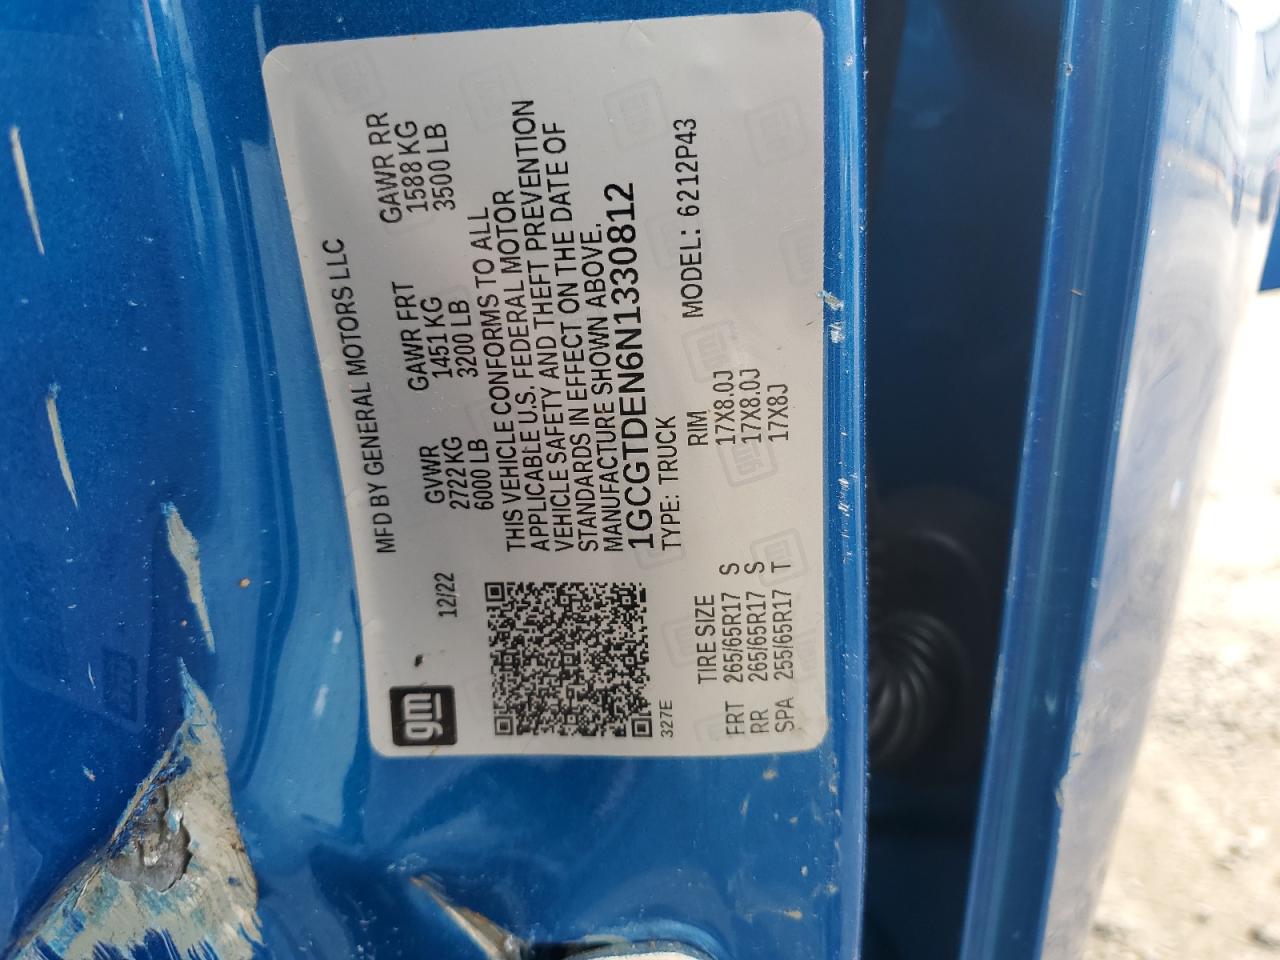 gm
12/22
MFD BY GENERAL MOTORS LLC
GVWR GAWR FRT GAWR RR
2722 KG 1451 KG 1588 KG
6000 LB 3200 LB 3500 LB
THIS VEHICLE CONFORMS TO ALL
APPLICABLE U.S. FEDERAL MOTOR
VEHICLE SAFETY AND THEFT PREVENTION
STANDARDS IN EFFECT ON THE DATE OF
MANUFACTURE SHOWN ABOVE.
1GCGTDEN6N1330812
327E
TYPE: TRUCK MODEL: 6212P43
TIRE SIZE RIM
FRT 265/65R17 S 17X8.0J
RR 265/65R17 S 17X8.0J
SPA 255/65R17 T 17X8J